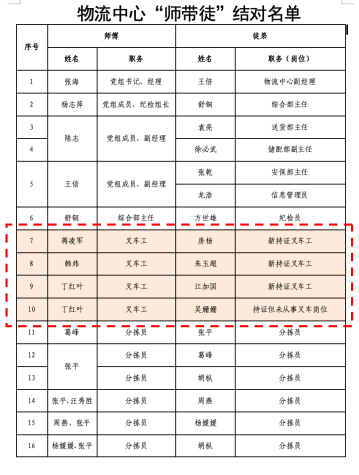 物流中心“师带徒”结对名单
序号 师傅 徒弟
姓名 职务 姓名 职务（岗位）
1 张海 党组书记、经理 王倍 物流中心副经理
2 杨志萍 党组成员、纪检组长 舒铜 综合部主任
3 陈志 党组成员、副经理 袁亮 送货部主任
4 徐必武 储配部副主任
5 王倍 党组成员、副经理 张乾 安保部主任
龙浩 信息管理员
6 舒铜 综合部主任 方世雄 纪检员
7 蒋凌军 叉车工 房杨 新持证叉车工
8 韩炜 叉车工 朱玉超 新持证叉车工
9 丁红叶 叉车工 江加国 新持证叉车工
10 丁红叶 叉车工 吴姗姗 持证但未从事叉车岗位
11 葛峰 分拣员 张平 分拣员
12 张平 分拣员 葛峰 分拣员
13 分拣员 胡枞 分拣员
14 张平、汪秀胜 分拣员 周燕 分拣员
15 周燕、张平 分拣员 杨媛媛 分拣员
16 杨媛媛、张平 分拣员 胡枞 分拣员